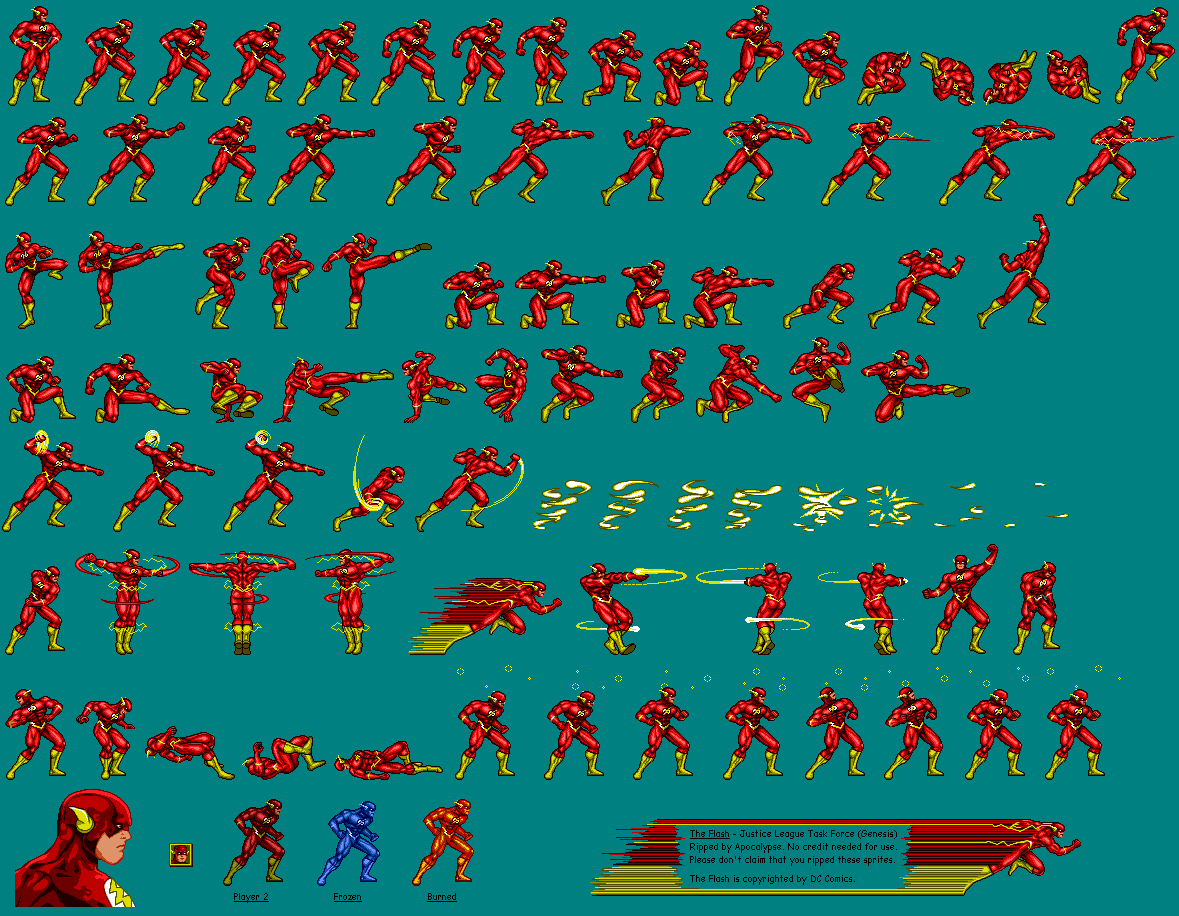 The Flash - Justice League Task Force (Genesis)
Ripped by Apocalypse. No credit needed for use.
Please don't claim that you ripped these sprites.
The Flash is copyrighted by DC Comics.
Player 2
Frozen
Burned